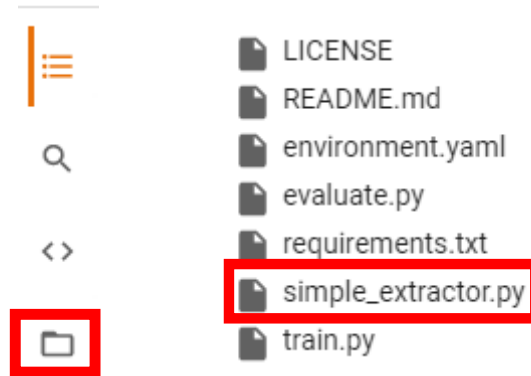 LICENSE
README.md
environment.yaml
evaluate.py
requirements.txt
simple_extractor.py
train.py